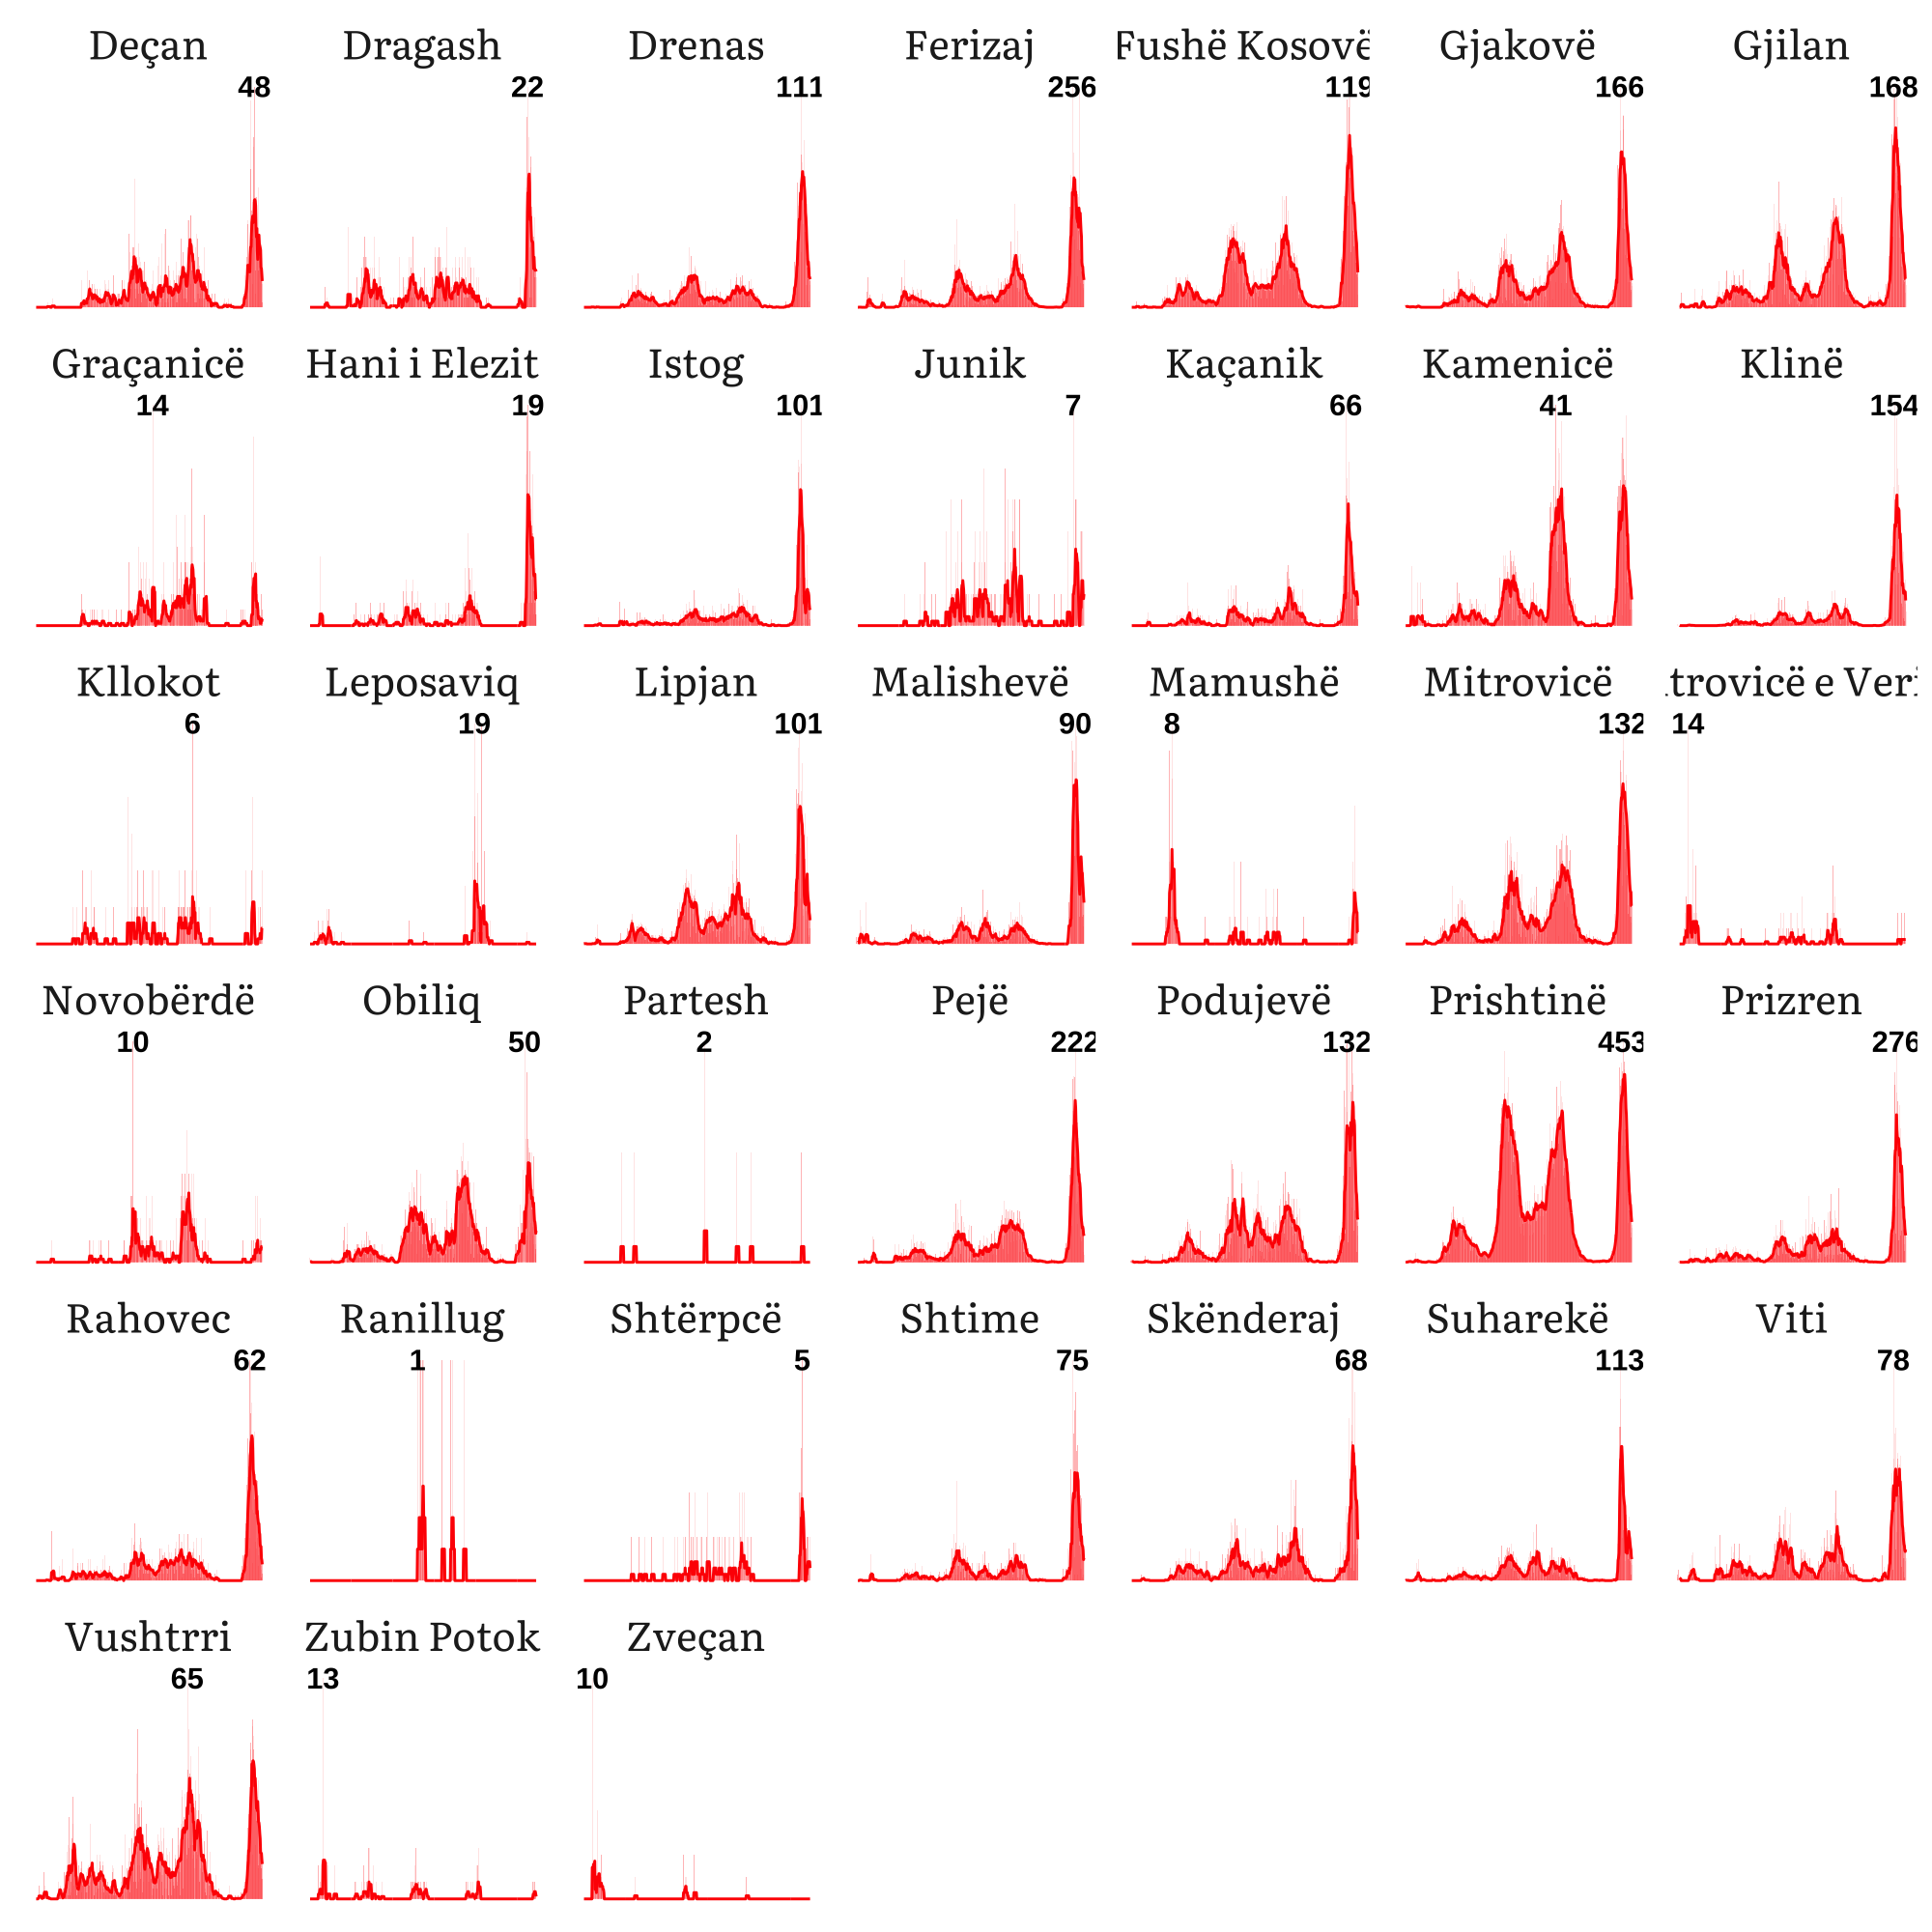 Deçan Dragash Drenas Ferizaj Fushë Kosovë Gjakovë Gjilan
48 22 111 256 119 166 168
Graçanicë Hani i Elezit Istog Junik Kaçanik Kamenicë Klinë
14 19 101 7 66 41 154
Kllokot Leposaviq Lipjan Malishevë Mamushë Mitrovicë trovicë e Veri
6 19 101 90 8 132 14
Novobërdë Obiliq Partesh Pejë Podujevë Prishtinë Prizren
10 50 2 222 132 453 276
Rahovec Ranillug Shtërpcë Shtime Skënderaj Suharekë Viti
62 1 5 75 68 113 78
Vushtrri Zubin Potok Zveçan
65 13 10